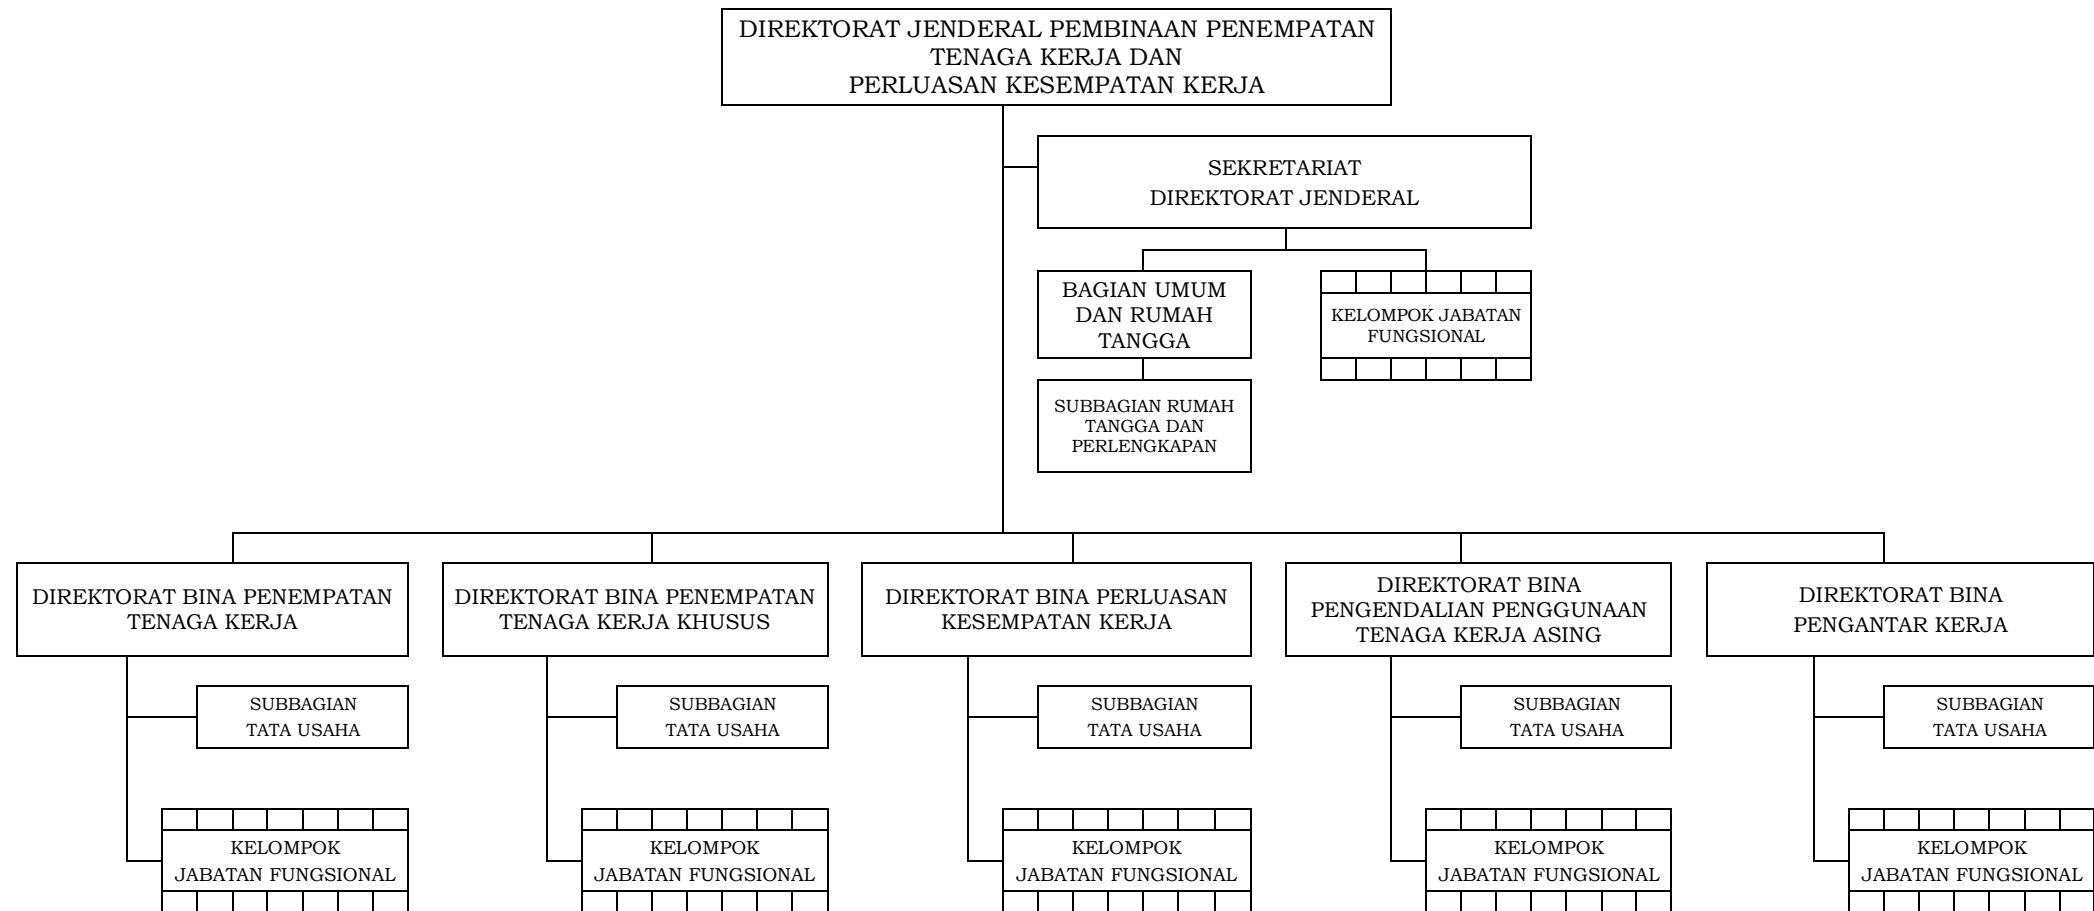 DIREKTORAT JENDERAL PEMBINAAN PENEMPATAN
TENAGA KERJA DAN
PERLUASAN KESEMPATAN KERJA
SEKRETARIAT
DIREKTORAT JENDERAL
BAGIAN UMUM
DAN RUMAH
TANGGA
KELOMPOK JABATAN
FUNGSIONAL
SUBBAGIAN RUMAH
TANGGA DAN
PERLENGKAPAN
DIREKTORAT BINA PENEMPATAN
TENAGA KERJA
DIREKTORAT BINA PENEMPATAN
TENAGA KERJA KHUSUS
DIREKTORAT BINA PERLUASAN
KESEMPATAN KERJA
DIREKTORAT BINA
PENGENDALIAN PENGGUNAAN
TENAGA KERJA ASING
DIREKTORAT BINA
PENGANTAR KERJA
SUBBAGIAN
TATA USAHA
SUBBAGIAN
TATA USAHA
SUBBAGIAN
TATA USAHA
SUBBAGIAN
TATA USAHA
SUBBAGIAN
TATA USAHA
KELOMPOK
JABATAN FUNGSIONAL
KELOMPOK
JABATAN FUNGSIONAL
KELOMPOK
JABATAN FUNGSIONAL
KELOMPOK
JABATAN FUNGSIONAL
KELOMPOK
JABATAN FUNGSIONAL